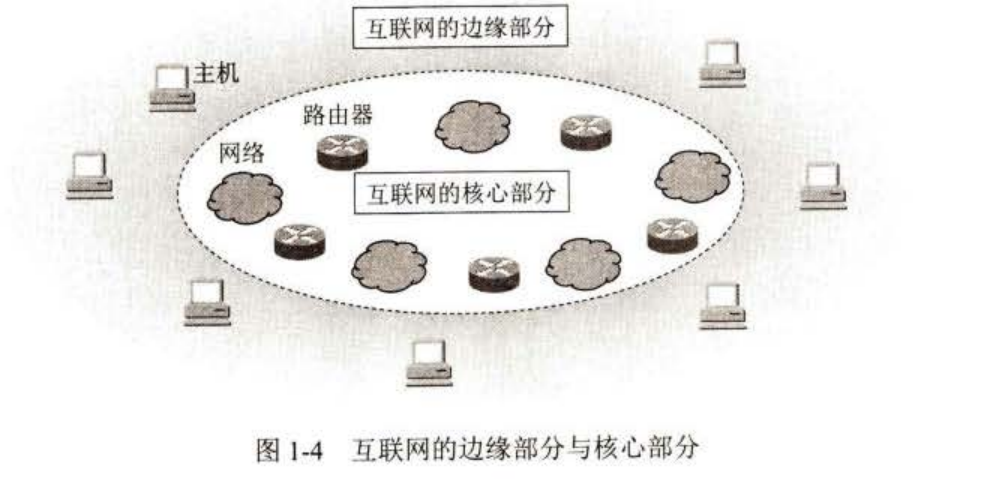 互联网的边缘部分
主机
路由器
网络
互联网的核心部分
图 1-4 互联网的边缘部分与核心部分